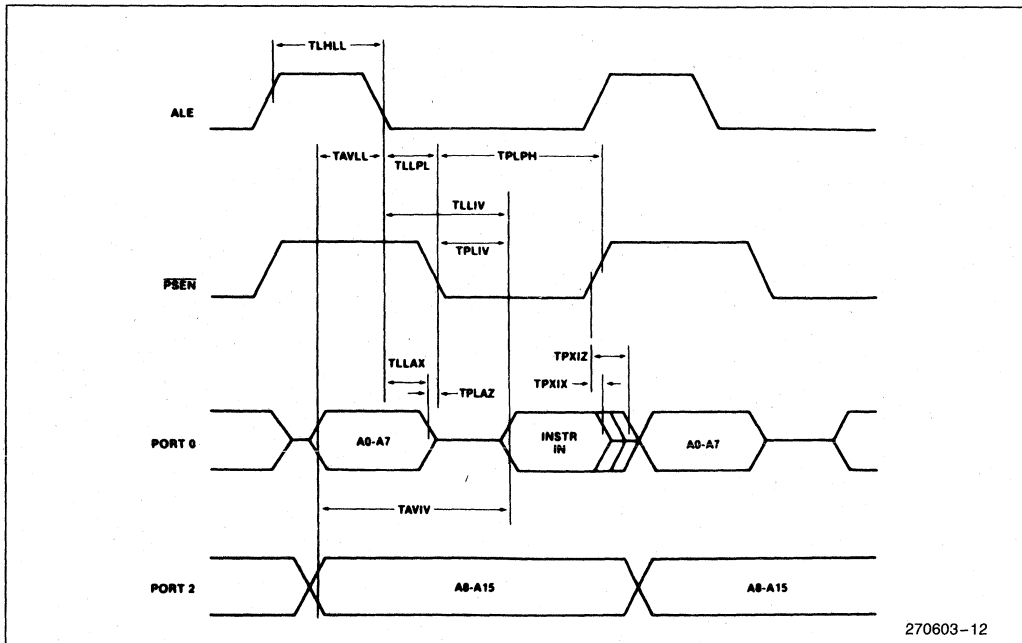 TLHLL
ALE
TAVLL
TLLPL
TPLPH
TLLIV
TPLIV
PSEN
TPXIZ
TLLAX
TPXIX
TPLAZ
PORT 0
A0-A7
INSTR
IN
A0-A7
TAVIV
PORT 2
A8-A15
A8-A15
270603-12